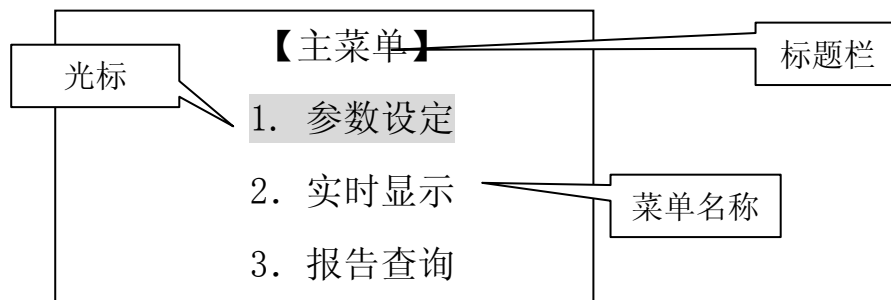 【主菜单】
标题栏
光标
1. 参数设定
2. 实时显示
菜单名称
3. 报告查询